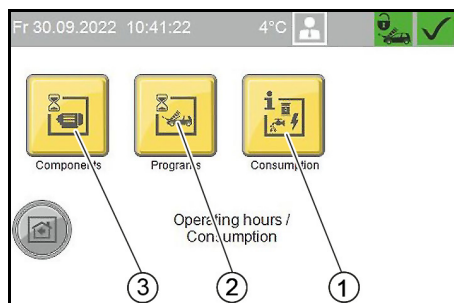 Fr 30.09.2022 10:41:22 4°C
Components Programs Consumption
Operating hours /
Consumption
3 2 1